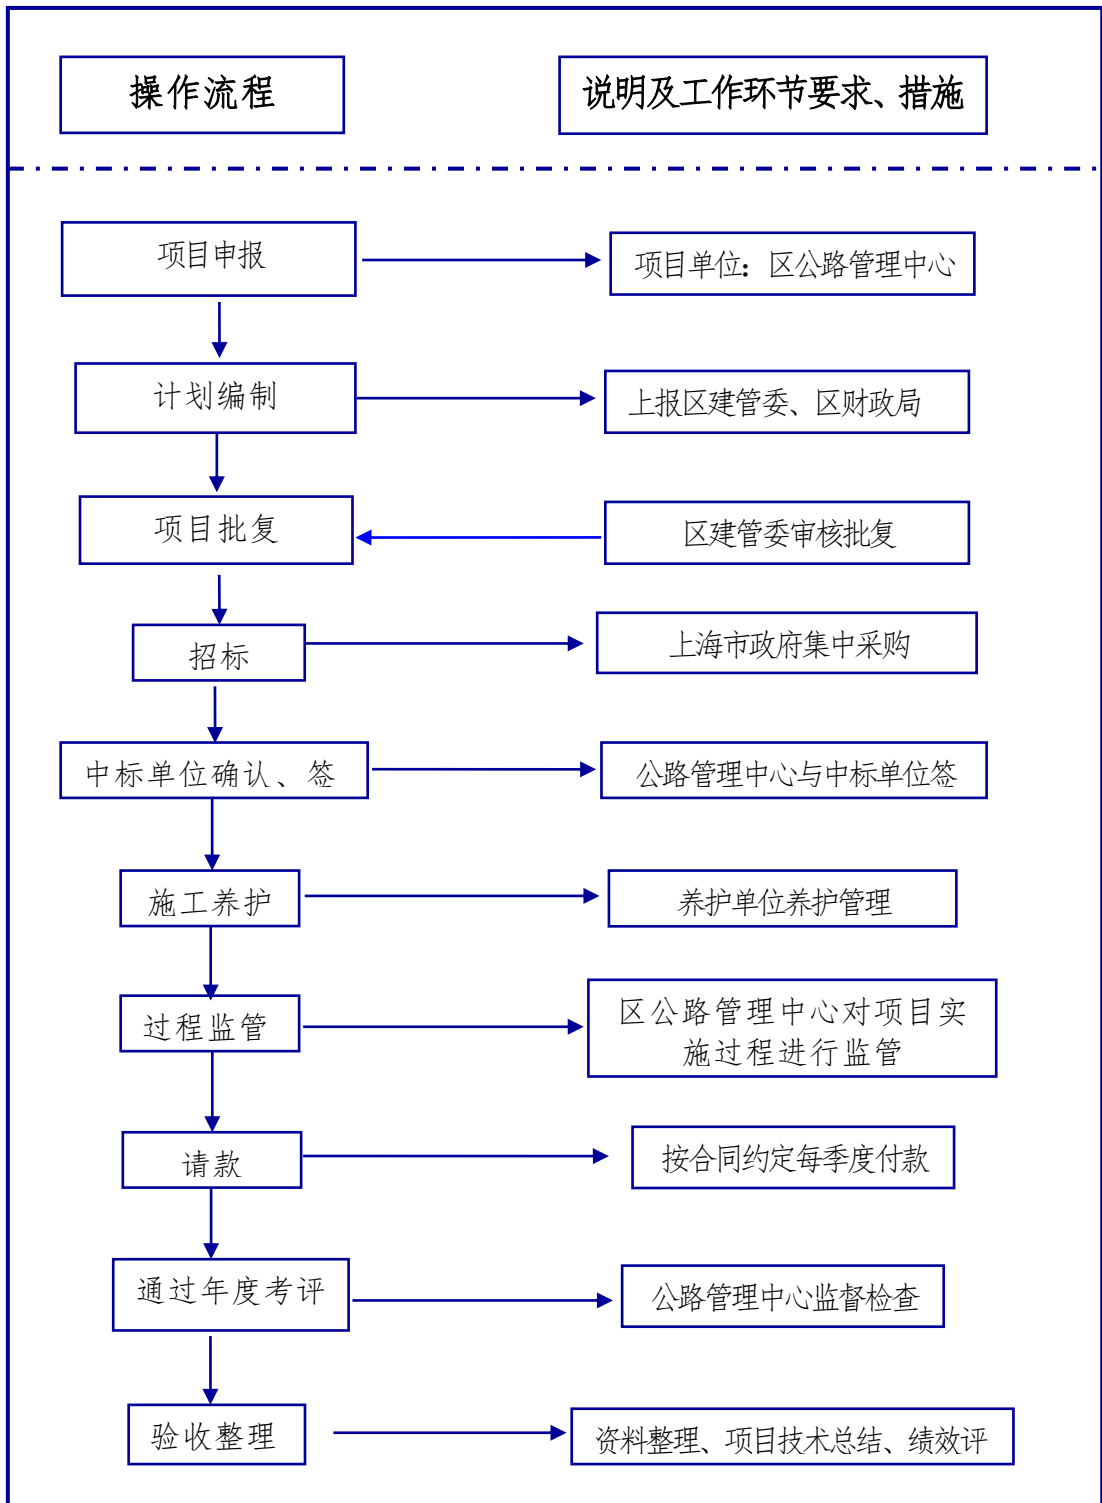 操作流程
说明及工作环节要求、措施
项目申报
项目单位：区公路管理中心
计划编制
上报区建管委、区财政局
项目批复
区建管委审核批复
招标
上海市政府集中采购
中标单位确认、签
公路管理中心与中标单位签
施工养护
养护单位养护管理
过程监管
区公路管理中心对项目实
施过程进行监管
请款
按合同约定每季度付款
通过年度考评
公路管理中心监督检查
验收整理
资料整理、项目技术总结、绩效评